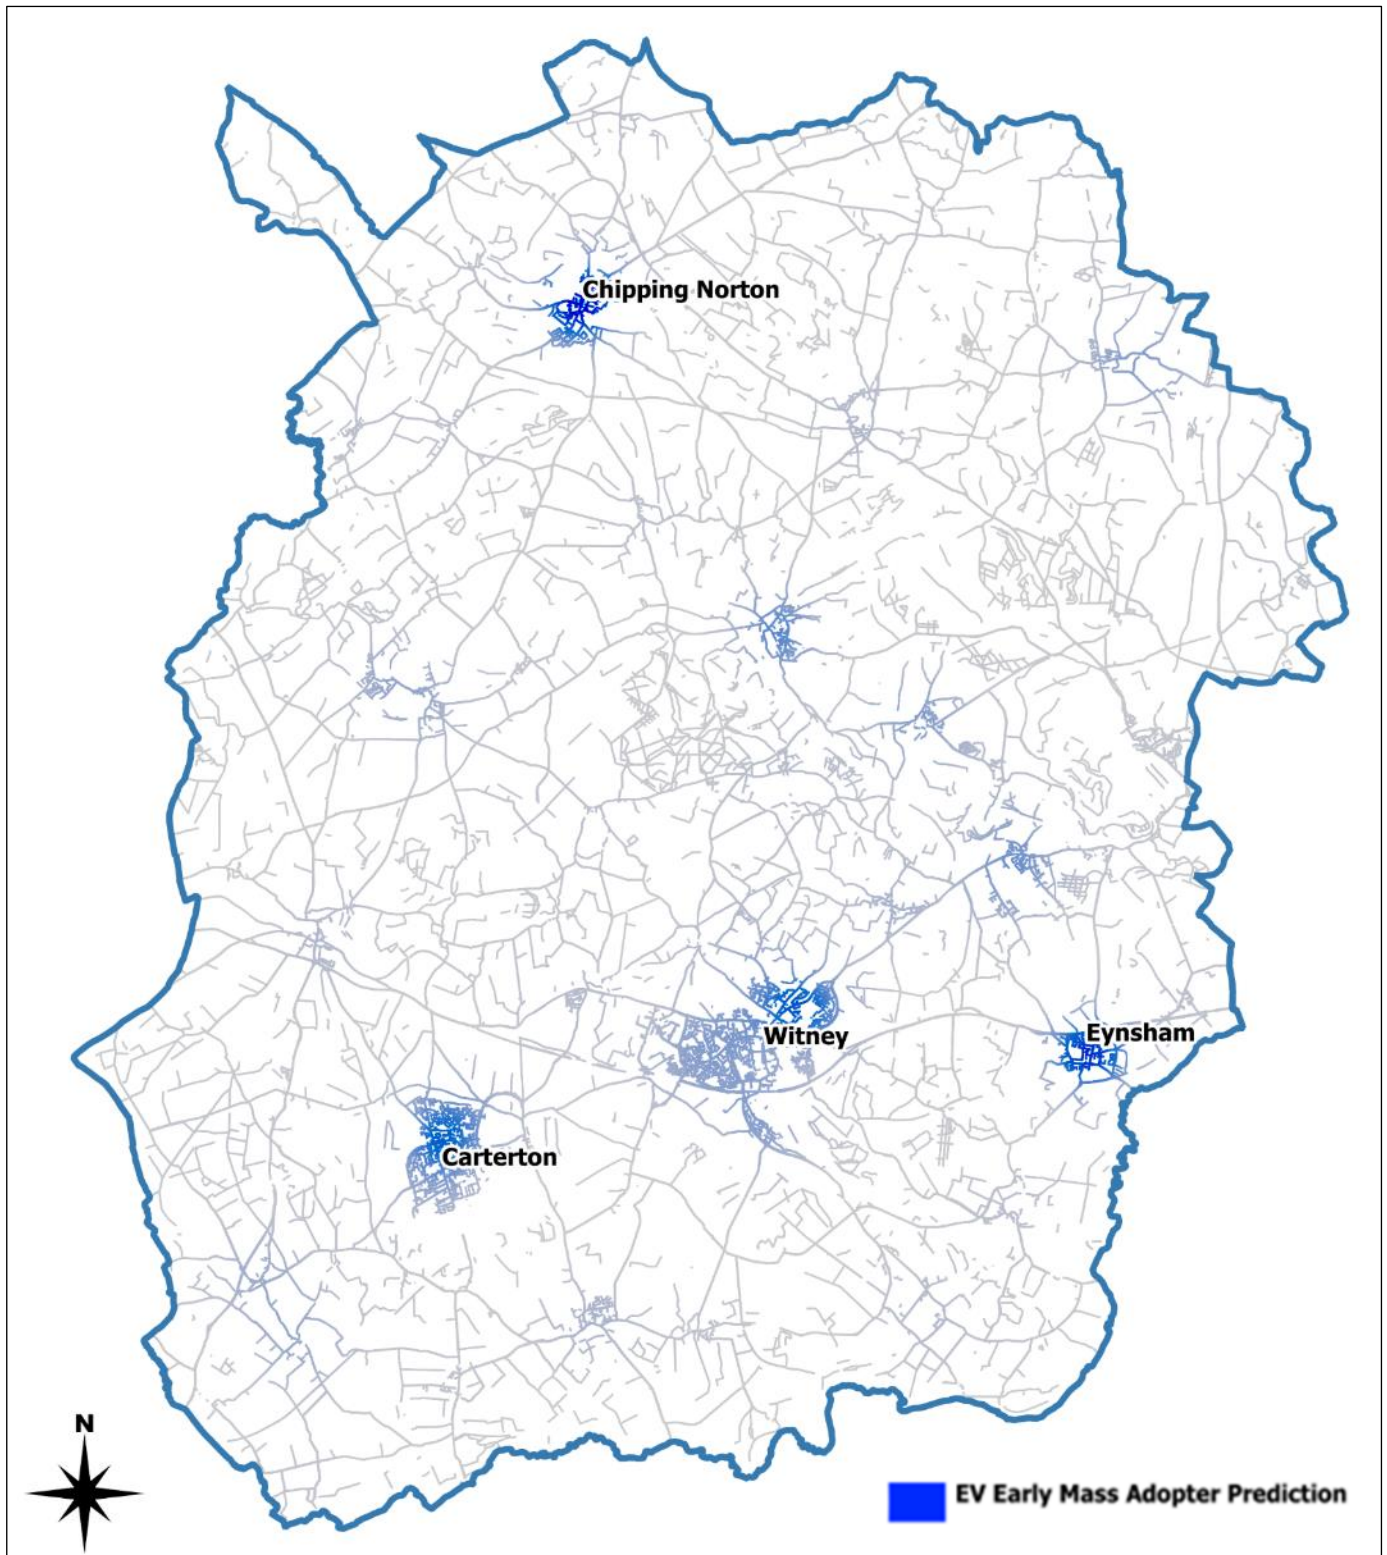 Chipping Norton
Witney
Eynsham
Carterton
N
EV Early Mass Adopter Prediction